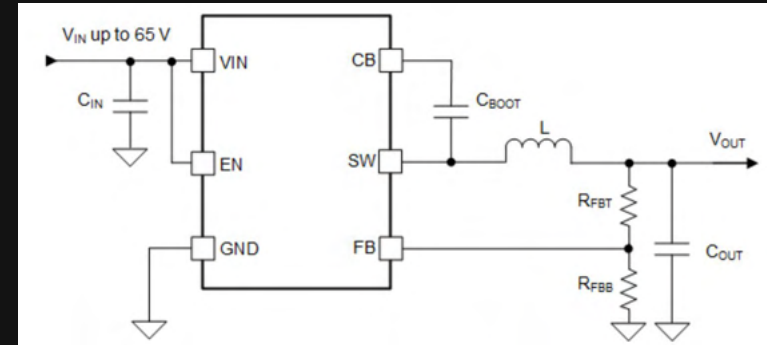 VIN up to 65 V
VIN
CB
CIN
CBOOT
L
VOUT
EN
SW
RFBT
GND
FB
COUT
RFBB